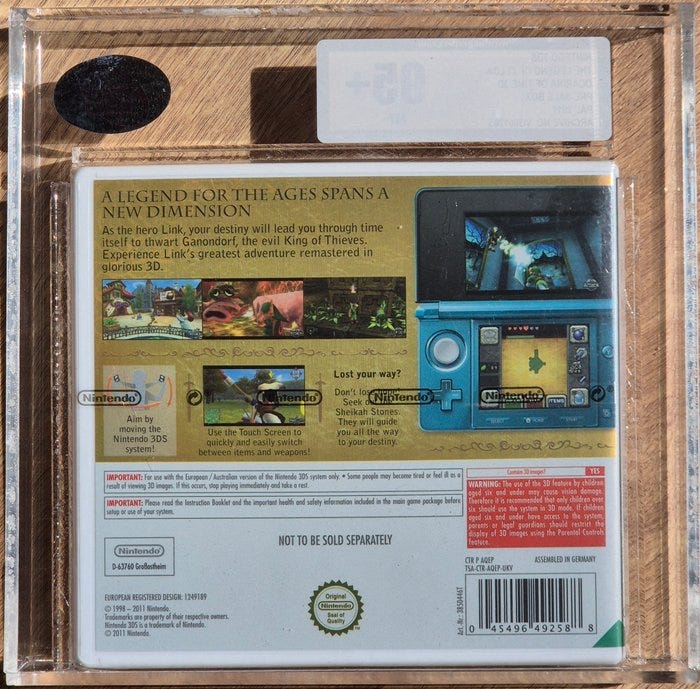 85+
A LEGEND FOR THE AGES SPANS A
NEW DIMENSION
As the hero Link, your destiny will lead you through time
itself to thwart Ganondorf, the evil King of Thieves.
Experience Link's greatest adventure remastered in
glorious 3D.
Nintendo
Nintendo
Nintendo
Nintendo
Aim by
moving the
Nintendo 3DS
system!
Use the Touch Screen to
quickly and easily switch
between items and weapons!
Lost your way?
Don't lose
Seek
Sheikah Stones.
They will guide
you all the way
to your destiny.
ITEMS
SELECT
HOME
START
IMPORTANT: For use with the European / Australian version of the Nintendo 3DS system only. • Some people may become tired or feel ill as a
result of viewing 3D images. If this occurs, stop playing immediately and take a rest.
IMPORTANT: Please read the Instruction Booklet and the important health and safety information included in the main game package before
setup or use of your system.
Contains 3D images? YES
WARNING: The use of the 3D feature by children
aged six and under may cause vision damage.
Therefore it is recommended that only children over
six should use the system in 3D mode. If children
aged six and under have access to the system,
parents or legal guardians should restrict the
display of 3D images using the Parental Controls
feature.
Nintendo
D-63760 Großostheim
NOT TO BE SOLD SEPARATELY
CTR P AQEP
TSA-CTR-AQEP-UKV
ASSEMBLED IN GERMANY
EUROPEAN REGISTERED DESIGN: 1249189
© 1998 – 2011 Nintendo.
Trademarks are property of their respective owners.
Nintendo 3DS is a trademark of Nintendo.
© 2011 Nintendo.
Original
Nintendo
Seal of
Quality
Art.-Nr.: 3850446T
0 45496 49258 8